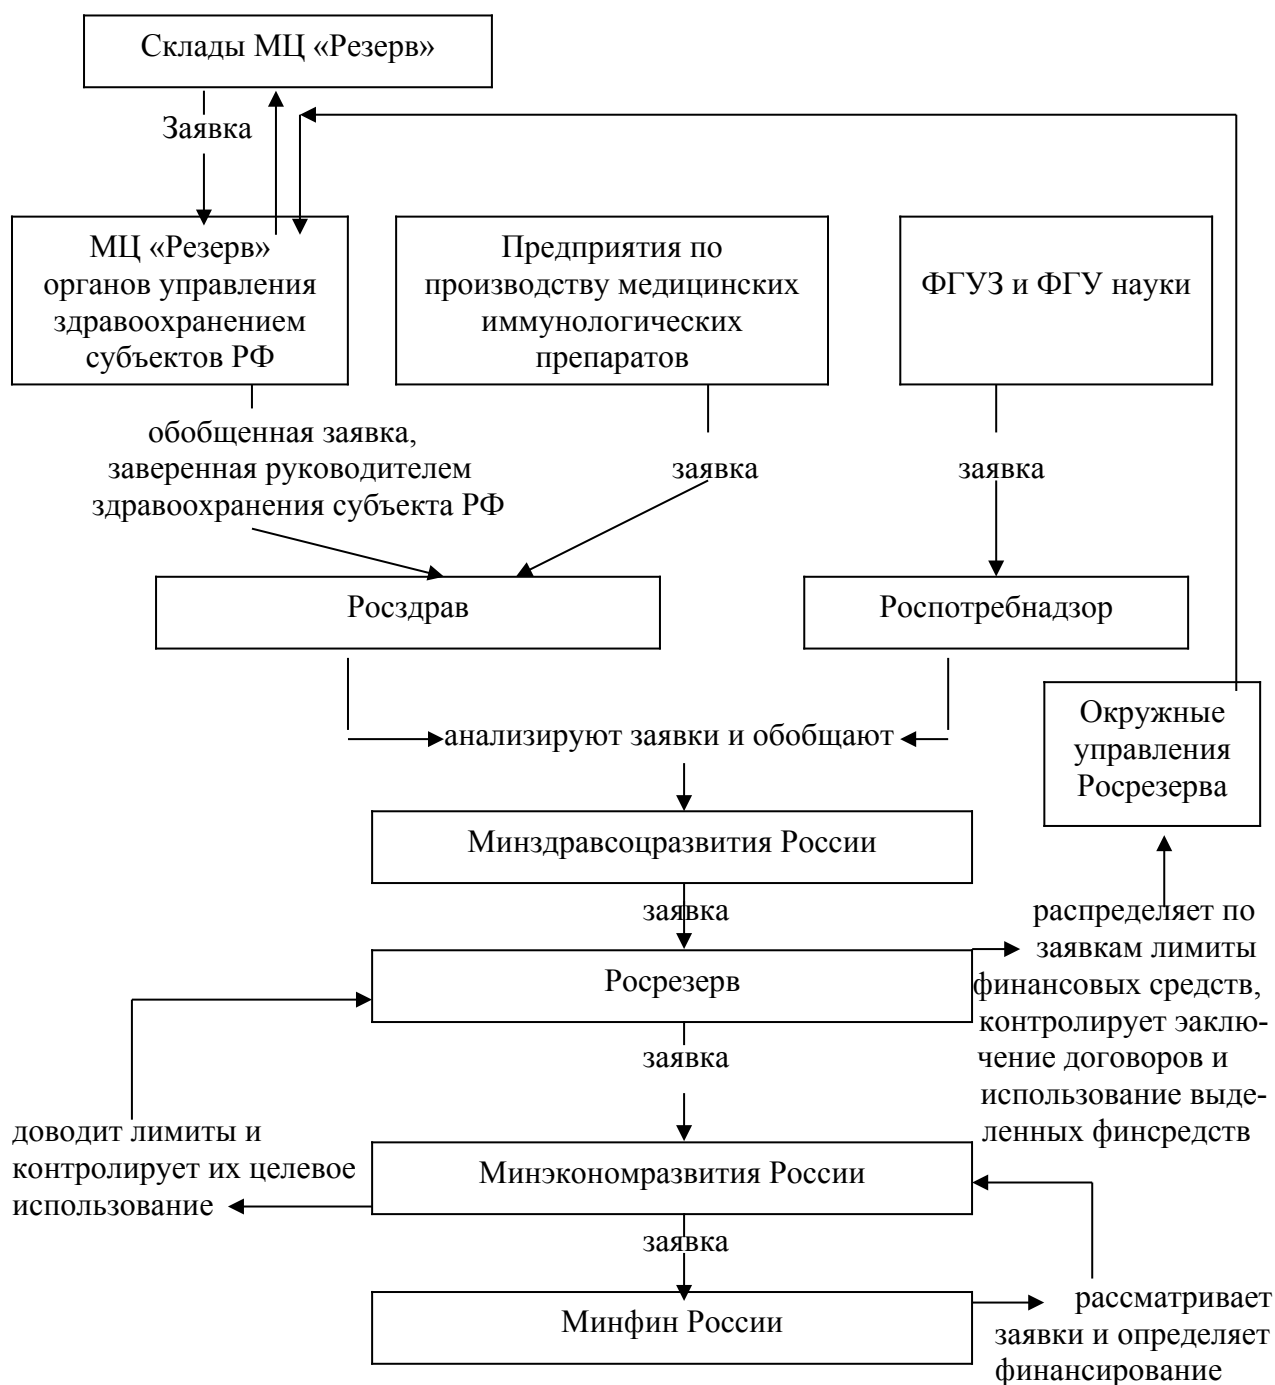 Склады МЦ «Резерв»
Заявка
МЦ «Резерв»
органов управления
здравоохранением
субъектов РФ
Предприятия по
производству медицинских
иммунологических
препаратов
ФГУЗ и ФГУ науки
обобщенная заявка,
заверенная руководителем
здравоохранения субъекта РФ
заявка
заявка
Росздрав
Роспотребнадзор
анализируют заявки и обобщают
Окружные
управления
Росрезерва
Минздравсоцразвития России
заявка
Росрезерв
распределяет по
заявкам лимиты
финансовых средств,
контролирует эаклю-
чение договоров и
использование выде-
ленных финсредств
заявка
доводит лимиты и
контролирует их целевое
использование
Минэкономразвития России
заявка
Минфин России
рассматривает
заявки и определяет
финансирование